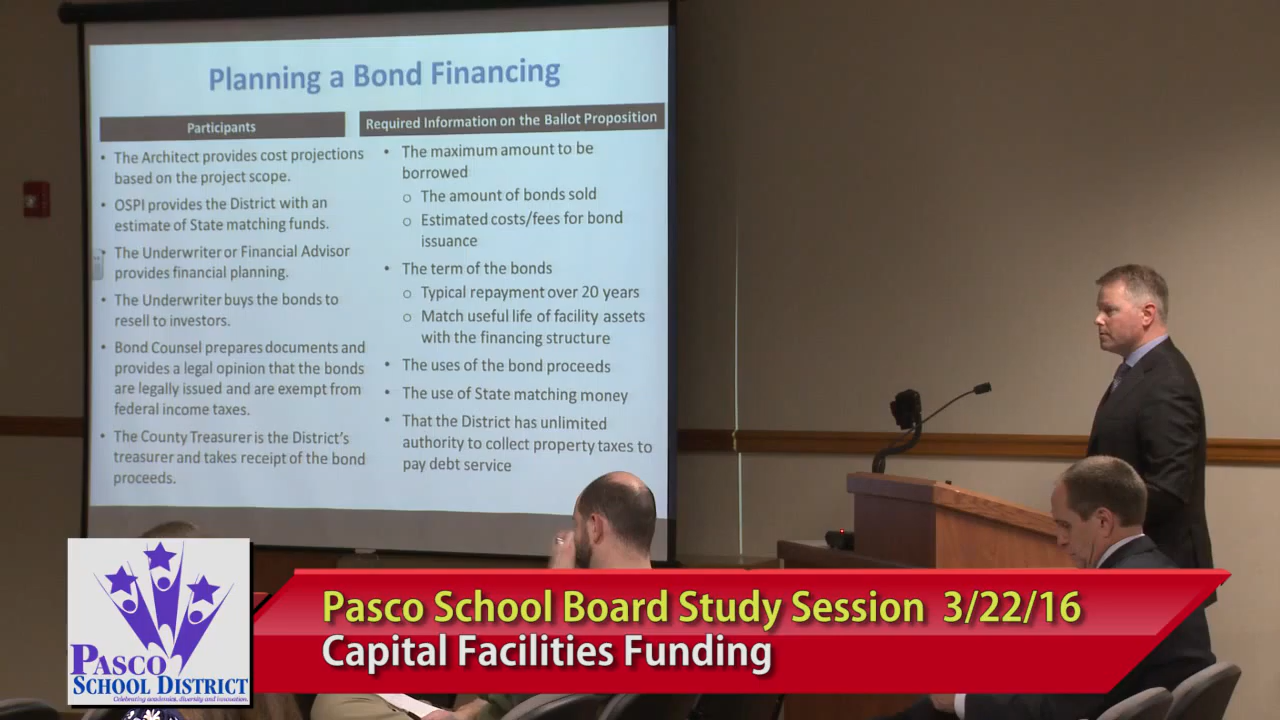 Planning a Bond Financing
Participants
• The Architect provides cost projections
based on the project scope.
• OSPI provides the District with an
estimate of State matching funds.
• The Underwriter or Financial Advisor
provides financial planning.
• The Underwriter buys the bonds to
resell to investors.
• Bond Counsel prepares documents and
provides a legal opinion that the bonds
are legally issued and are exempt from
federal income taxes.
• The County Treasurer is the District's
treasurer and takes receipt of the bond
proceeds.
Required Information on the Ballot Proposition
• The maximum amount to be
borrowed
o The amount of bonds sold
o Estimated costs/fees for bond
issuance
• The term of the bonds
o Typical repayment over 20 years
o Match useful life of facility assets
with the financing structure
• The uses of the bond proceeds
• The use of State matching money
• That the District has unlimited
authority to collect property taxes to
pay debt service
PASCO
SCHOOL DISTRICT
Celebrating academics, diversity and innovation.
Pasco School Board Study Session 3/22/16
Capital Facilities Funding